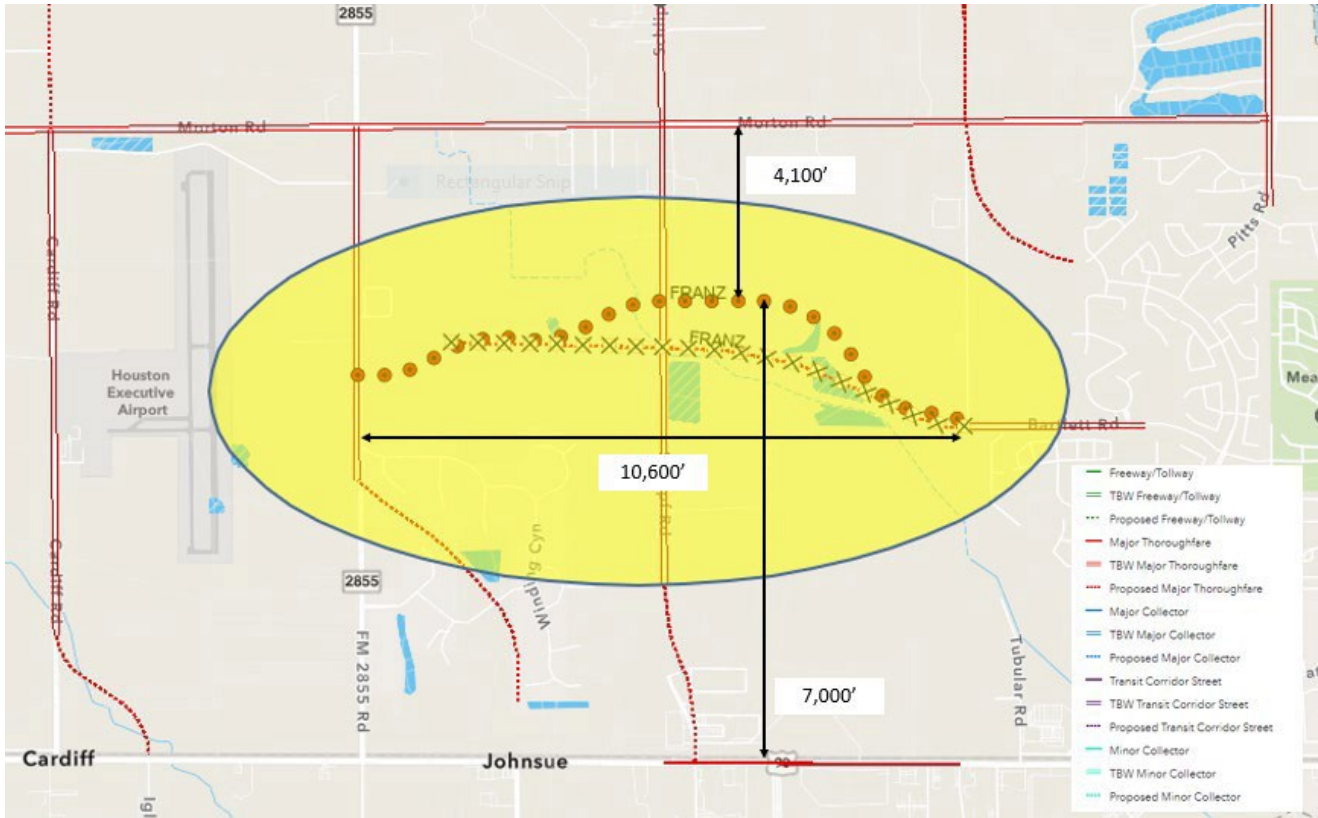 2855
Morton Rd
Morton Rd
4,100'
Rectangular Snip
Pitts Rd
Cardiff Rd
FRANZ
FRANZ
Houston
Executive
Airport
Mea
Bartlett Rd
10,600'
Freeway/Tollway
TBW Freeway/Tollway
Proposed Freeway/Tollway
Major Thoroughfare
TBW Major Thoroughfare
Proposed Major Thoroughfare
Major Collector
TBW Major Collector
Proposed Major Collector
Transit Corridor Street
TBW Transit Corridor Street
Proposed Transit Corridor Street
Minor Collector
TBW Minor Collector
Proposed Minor Collector
pf Rd
Winding Cyn
2855
Cardiff Rd
FM 2855 Rd
Tubular Rd
7,000'
Cardiff
Johnsue
90
Igl